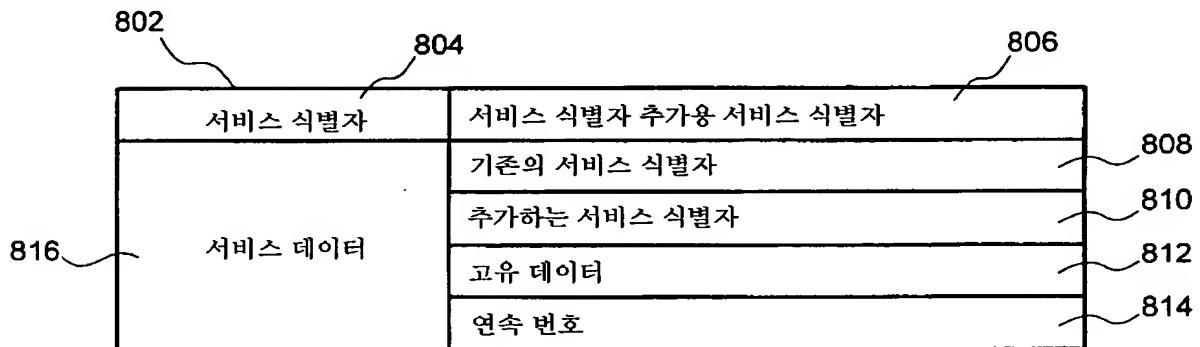 802
804
806
서비스 식별자
서비스 식별자 추가용 서비스 식별자
808
기존의 서비스 식별자
810
추가하는 서비스 식별자
816
서비스 데이터
812
고유 데이터
814
연속 번호